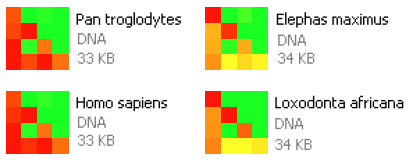 Pan troglodytes
DNA
33 KB
Elephas maximus
DNA
34 KB
Homo sapiens
DNA
33 KB
Loxodonta africana
DNA
34 KB